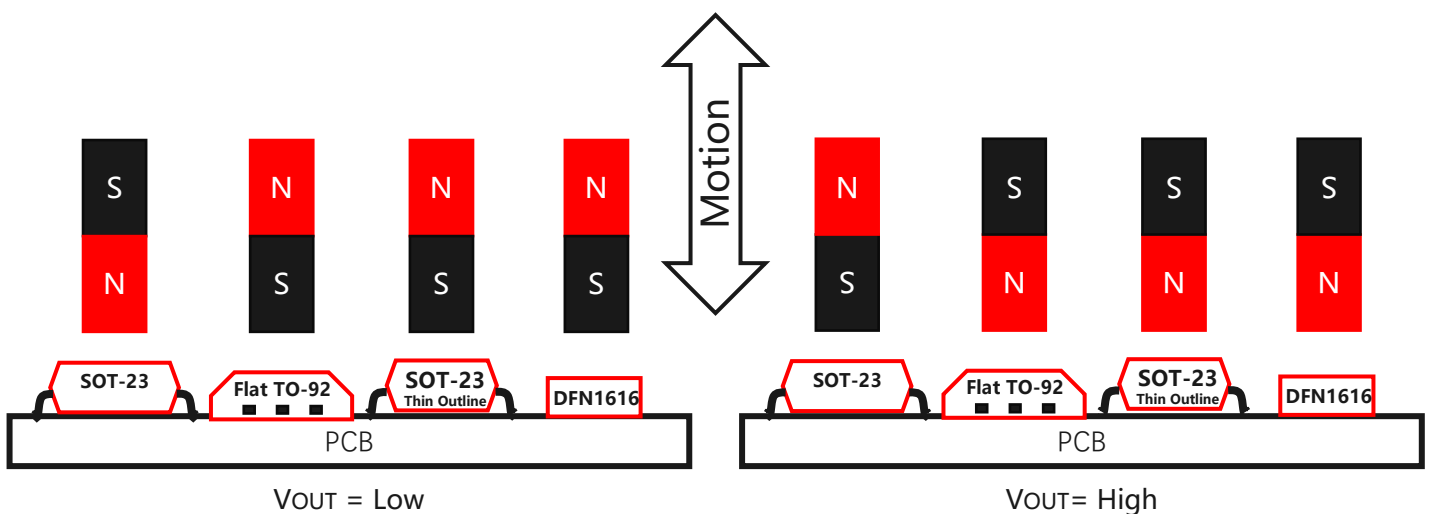 Motion
S N N N
N S S S
N S S S
S N N N
SOT-23
Flat TO-92
SOT-23
Thin Outline
DFN1616
PCB
VOUT = Low
SOT-23
Flat TO-92
SOT-23
Thin Outline
DFN1616
PCB
VOUT= High